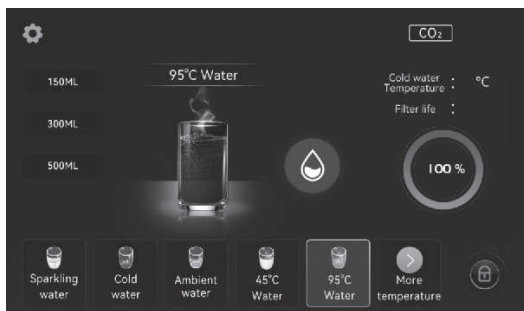 CO₂
150ML
300ML
500ML
95°C Water
Cold water
Temperature : °C
Filter life :
100 %
Sparkling
water
Cold
water
Ambient
water
45°C
Water
95°C
Water
More
temperature